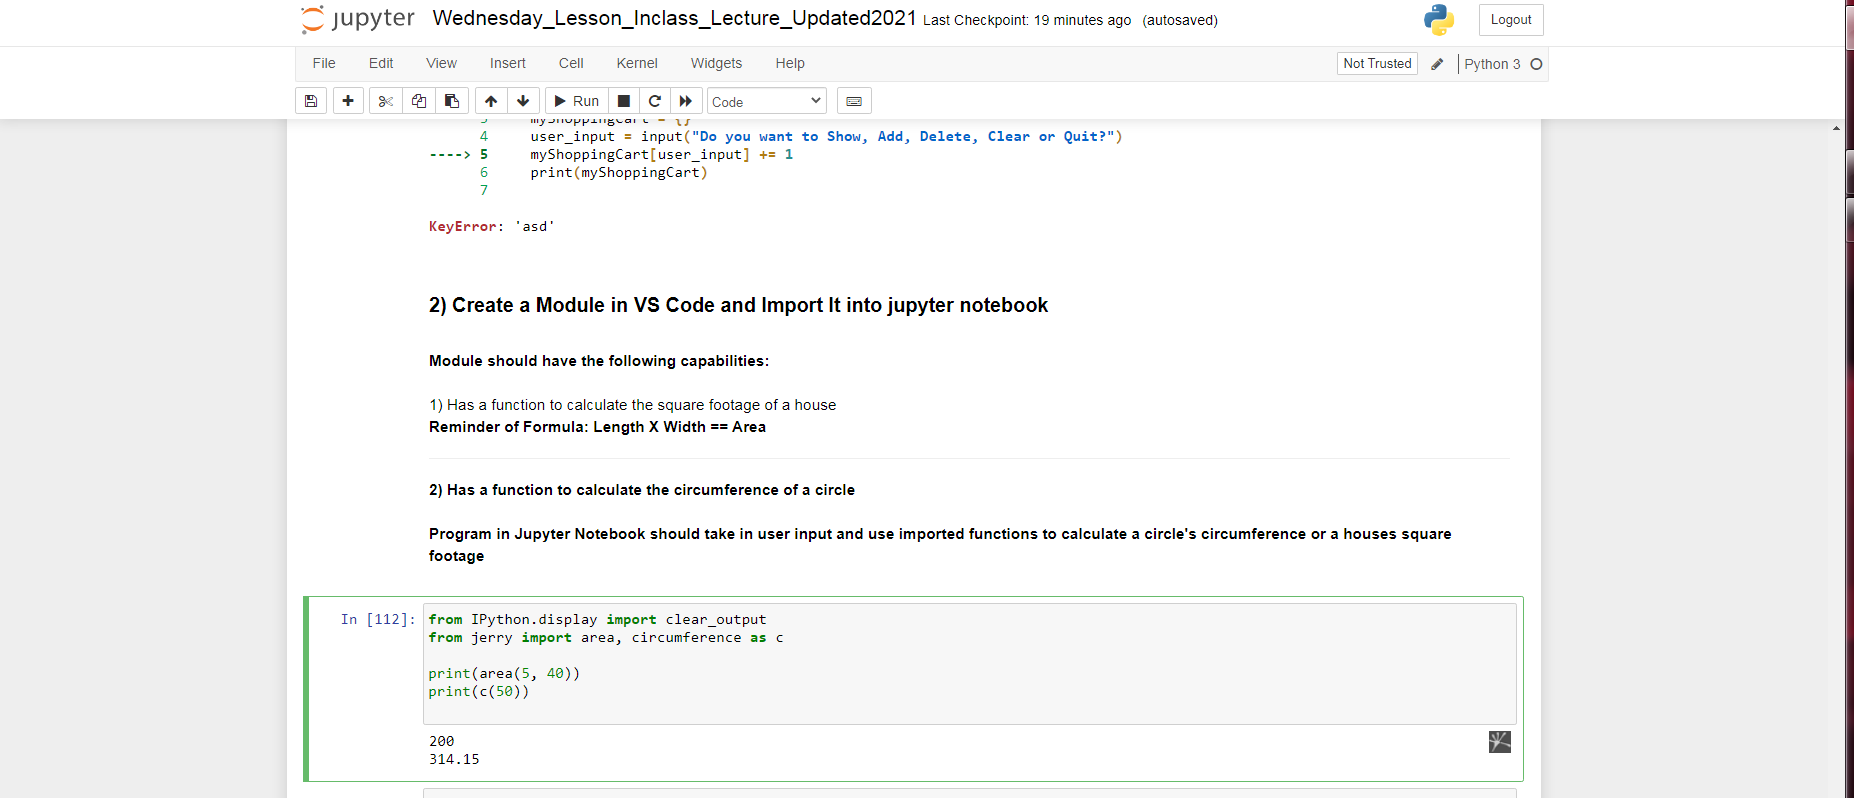 jupyter Wednesday_Lesson_Inclass_Lecture_Updated2021 Last Checkpoint: 19 minutes ago (autosaved) Logout
File Edit View Insert Cell Kernel Widgets Help Not Trusted Python 3
Run Code
3 myShoppingCart = {}
4 user_input = input("Do you want to Show, Add, Delete, Clear or Quit?")
----> 5 myShoppingCart[user_input] += 1
6 print(myShoppingCart)
7
KeyError: 'asd'
2) Create a Module in VS Code and Import It into jupyter notebook
Module should have the following capabilities:
1) Has a function to calculate the square footage of a house
Reminder of Formula: Length X Width == Area
2) Has a function to calculate the circumference of a circle
Program in Jupyter Notebook should take in user input and use imported functions to calculate a circle's circumference or a houses square
footage
In [112]: from IPython.display import clear_output
from jerry import area, circumference as c
print(area(5, 40))
print(c(50))
200
314.15